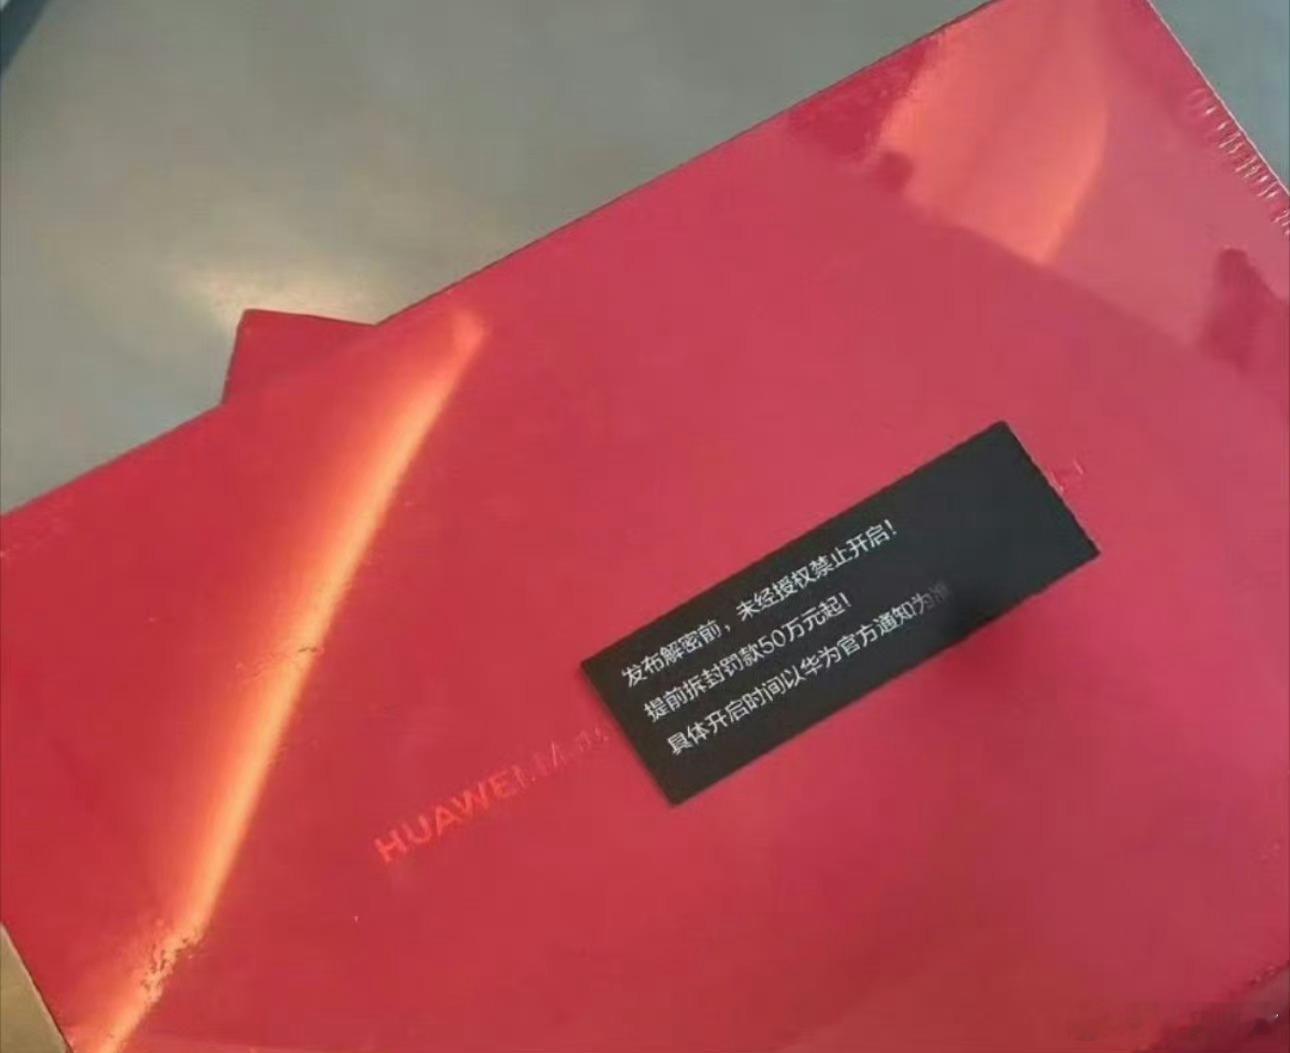 发布解密前，未经授权禁止开启！
提前拆封罚款50万元起！
具体开启时间以华为官方通知为准
HUAWEI